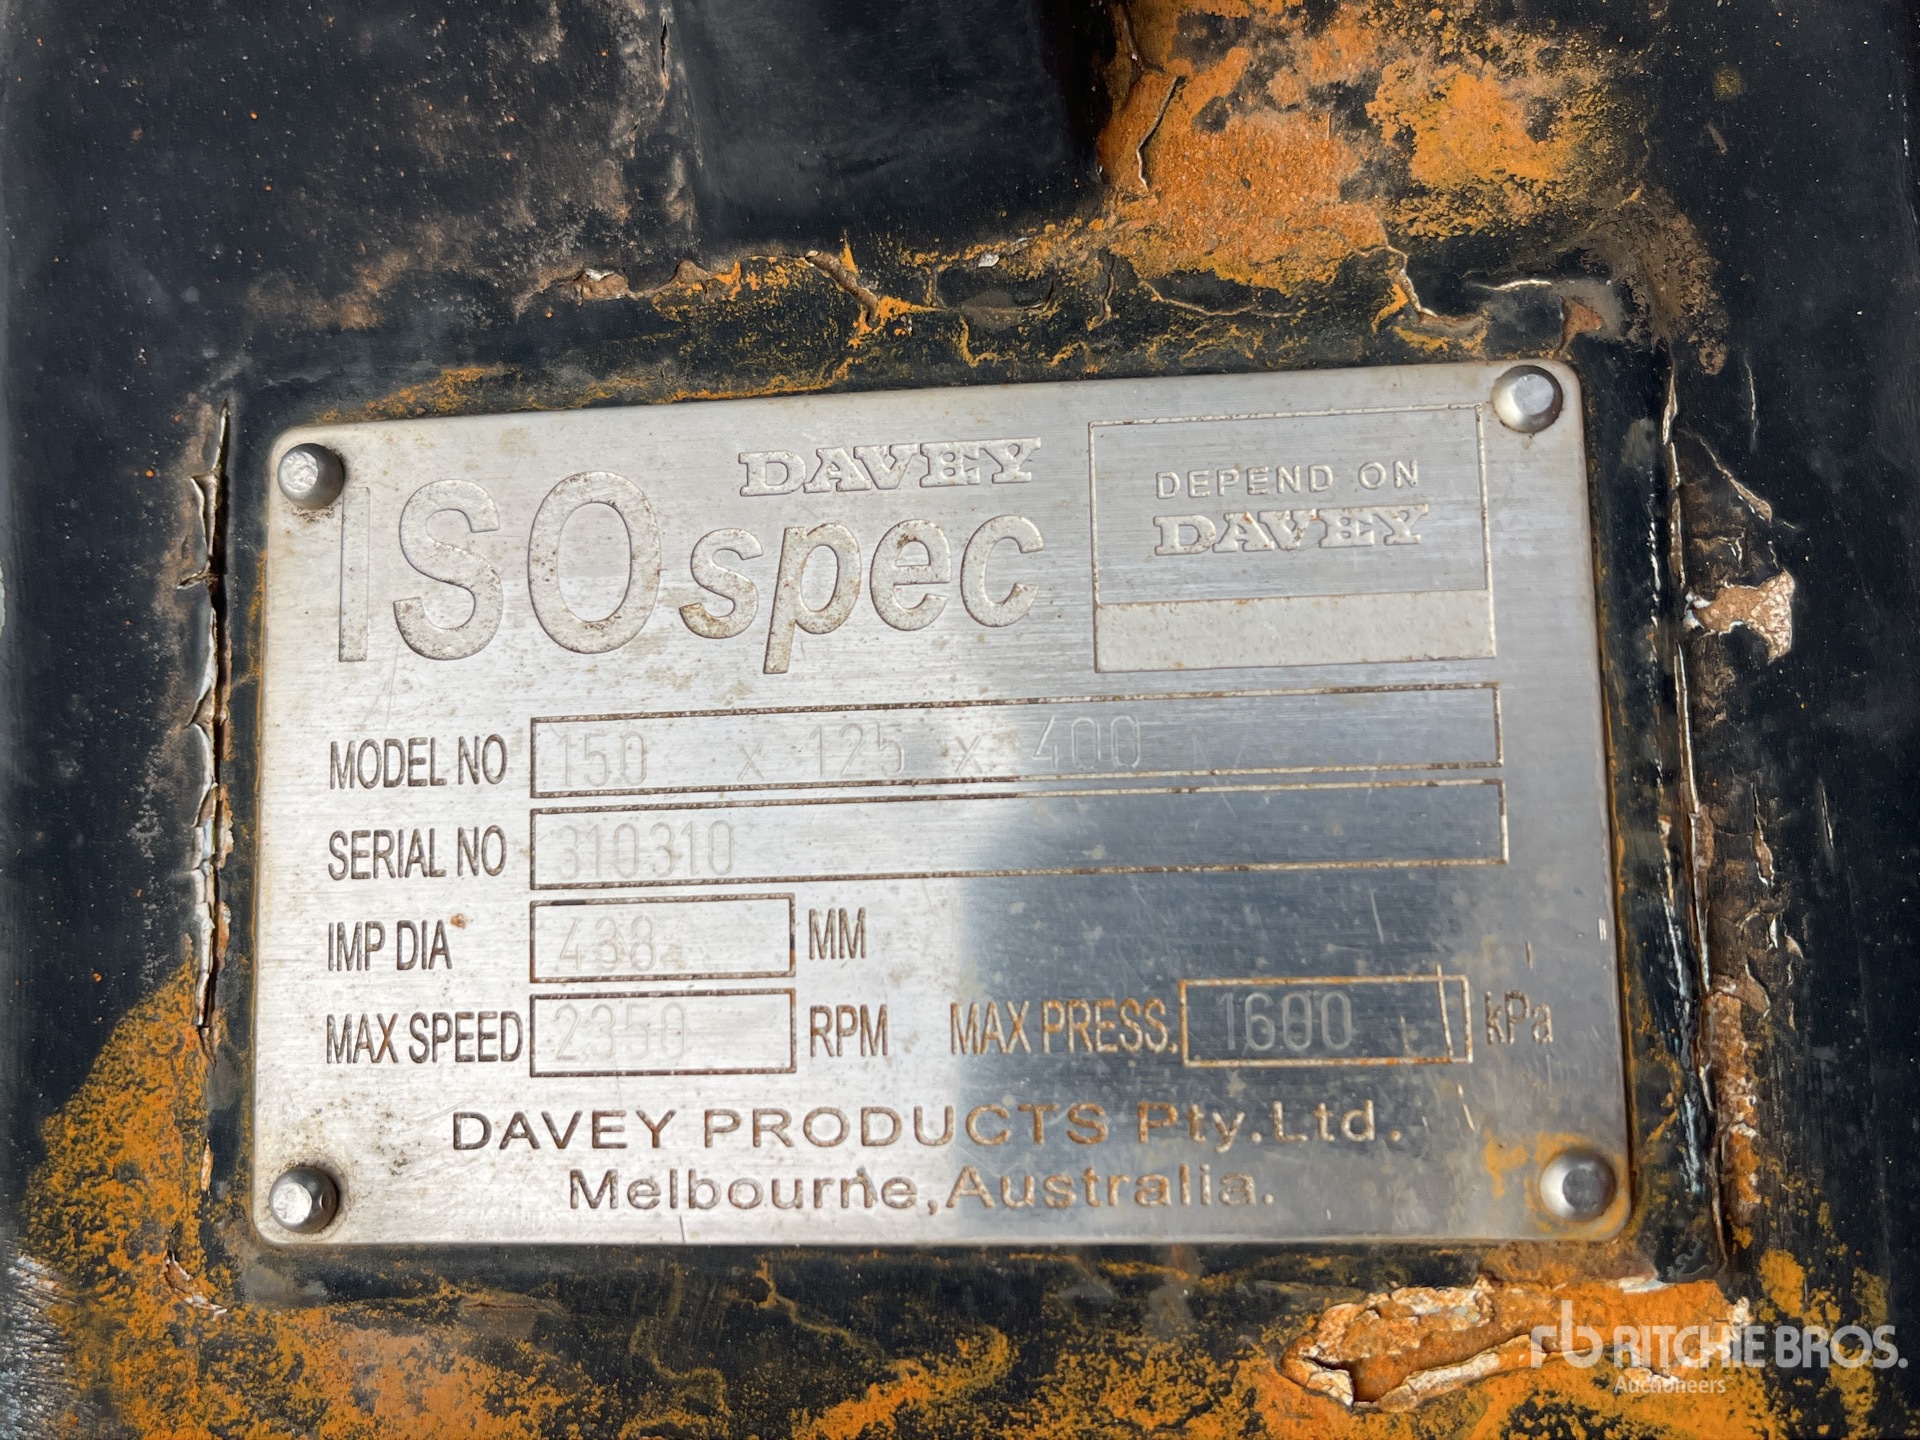 DAVEY
ISOspec
DEPEND ON
DAVEY
MODEL NO 150 x 125 x 400
SERIAL NO 310310
IMP DIA 438 MM
MAX SPEED 2350 RPM MAX PRESS. 1600 kPa
DAVEY PRODUCTS Pty.Ltd.
Melbourne,Australia.
rb RITCHIE BROS.
Auctioneers